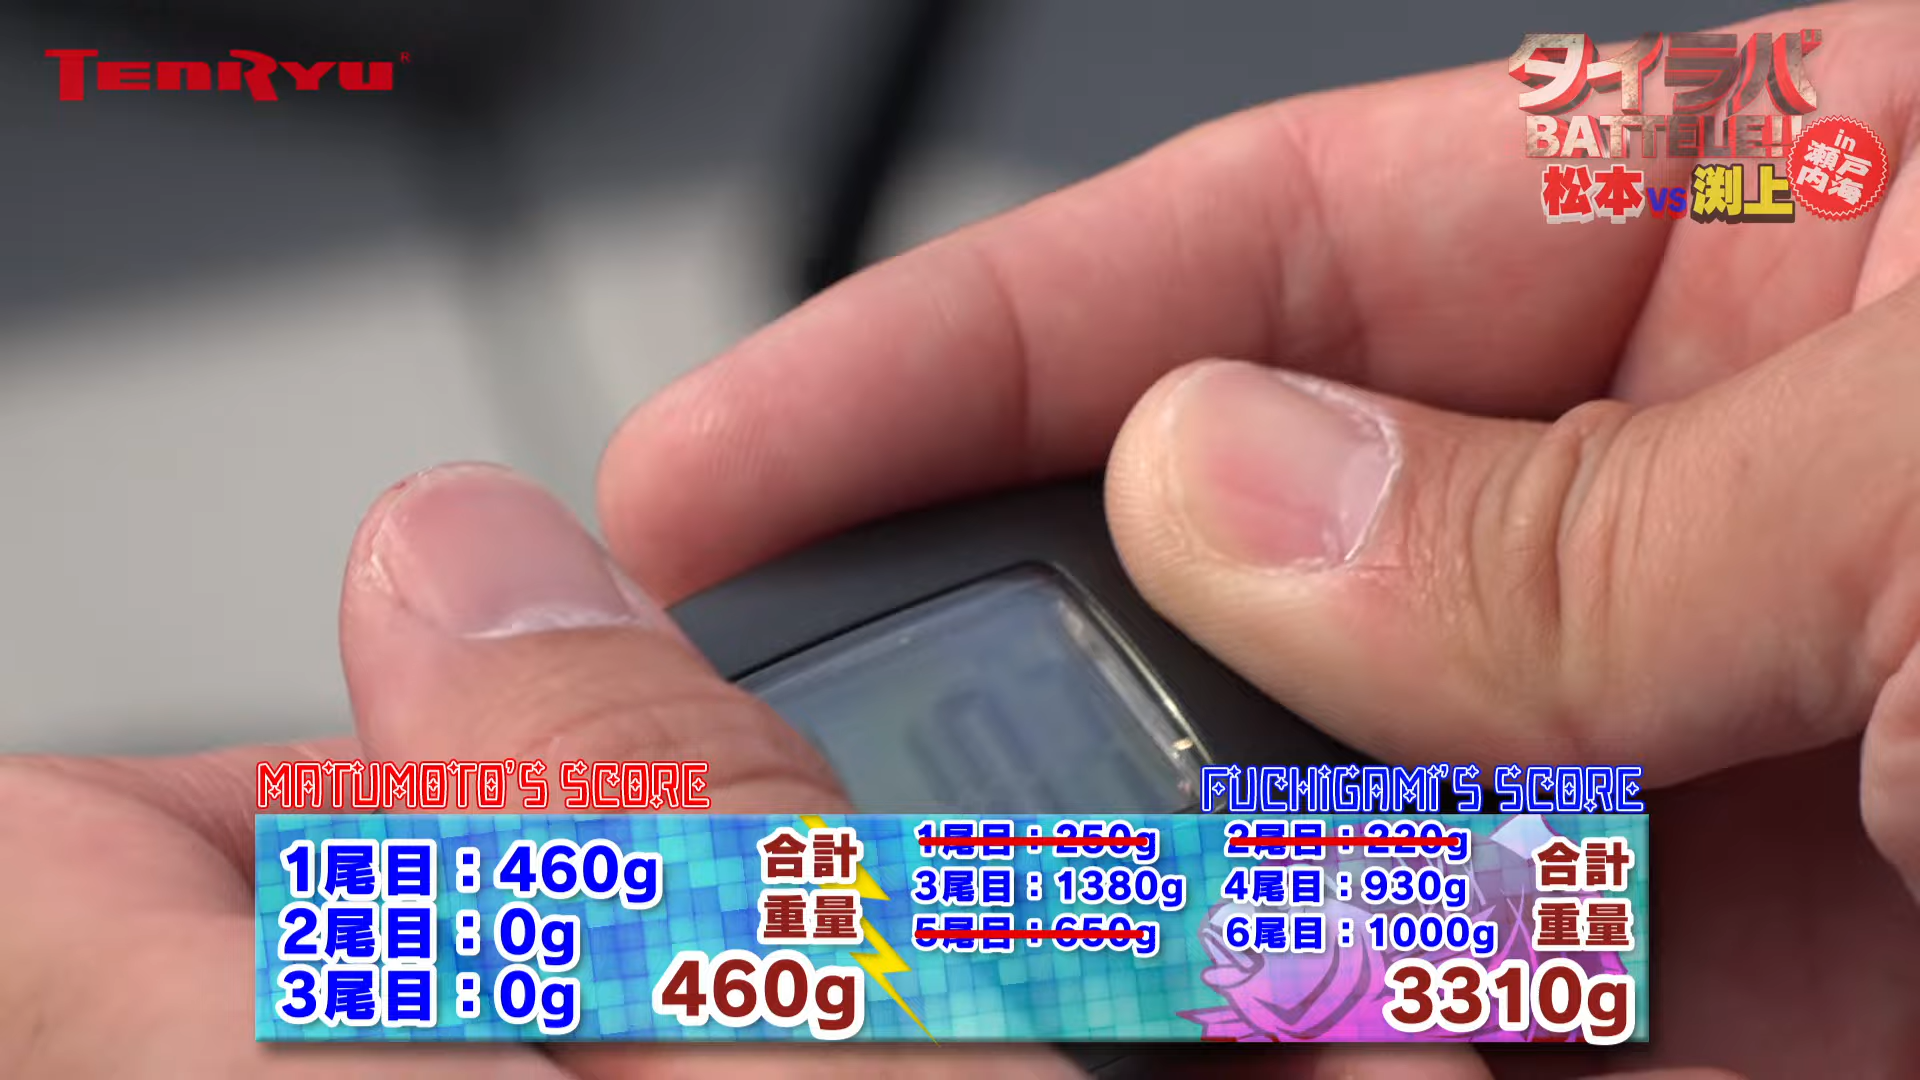 TENRYU®
タイラバ
BATTELE!!
松本 VS 渕上
in
瀬戸
内海
MATUMOTO'S SCORE
1尾目:460g
2尾目:0g
3尾目:0g
合計
重量
460g
FUCHIGAMI'S SCORE
1尾目:250g 2尾目:220g
3尾目:1380g 4尾目:930g
5尾目:650g 6尾目:1000g
合計
重量
3310g